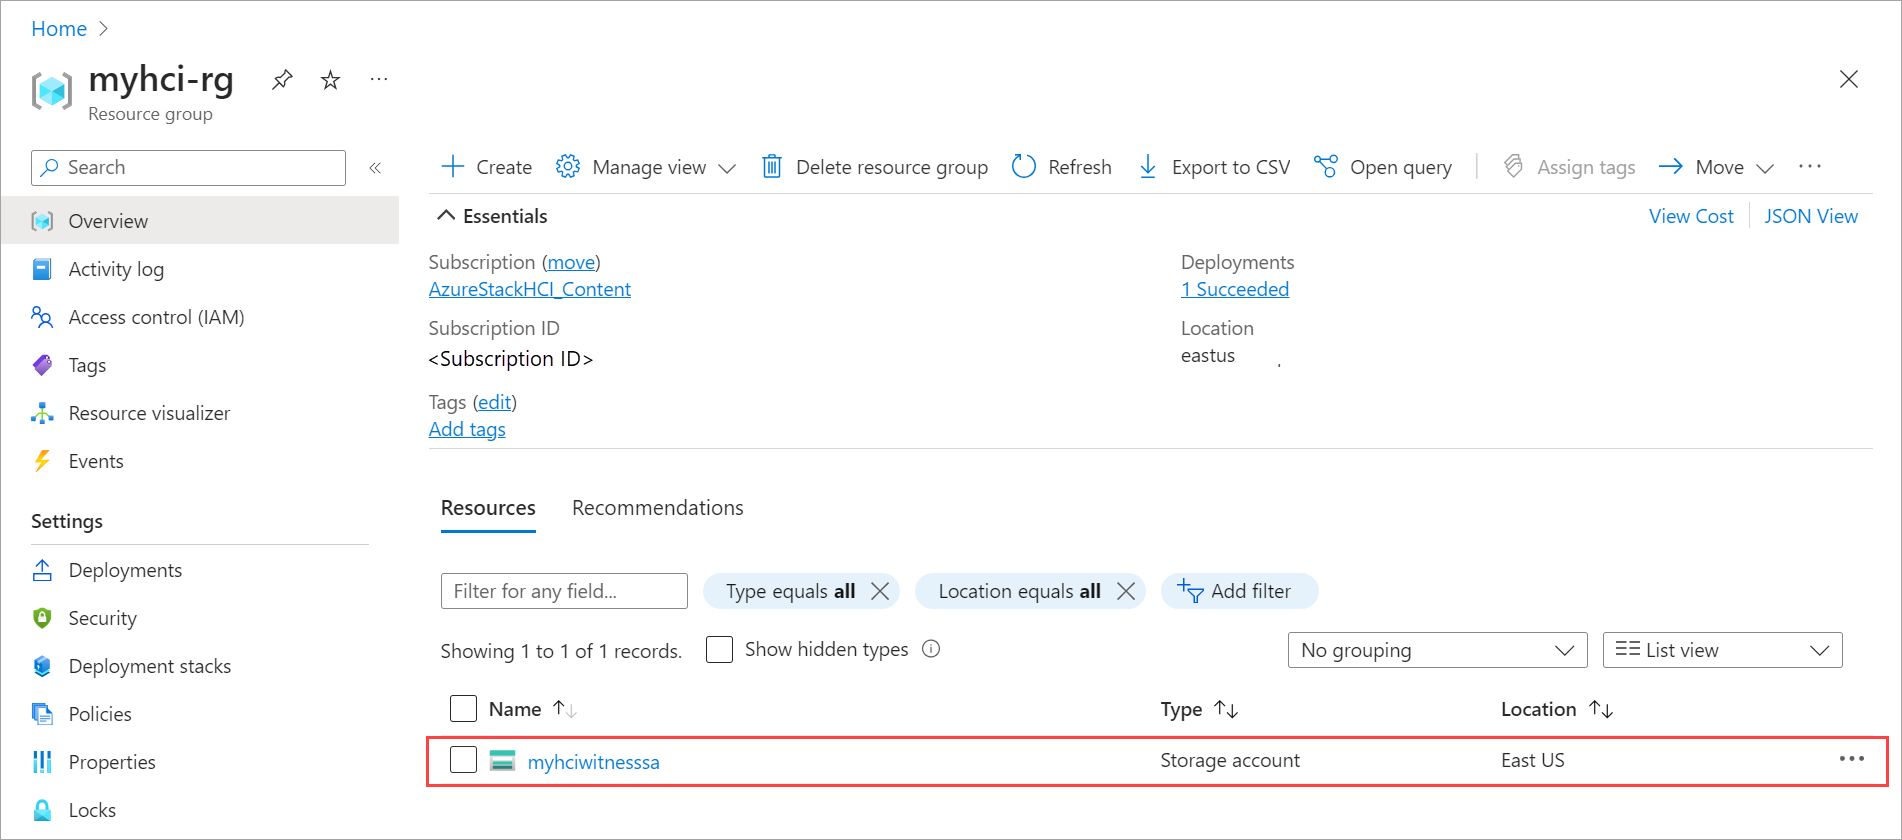 Home
myhci-rg
Resource group
Search
Overview
Activity log
Access control (IAM)
Tags
Resource visualizer
Events
Settings
Deployments
Security
Deployment stacks
Policies
Properties
Locks
Create Manage view Delete resource group Refresh Export to CSV Open query Assign tags Move
Essentials
View Cost JSON View
Subscription (move)
AzureStackHCI_Content
Subscription ID
<Subscription ID>
Tags (edit)
Add tags
Deployments
1 Succeeded
Location
eastus
Resources Recommendations
Filter for any field... Type equals all Location equals all Add filter
Showing 1 to 1 of 1 records. Show hidden types No grouping List view
Name Type Location
myhciwitnesssa Storage account East US